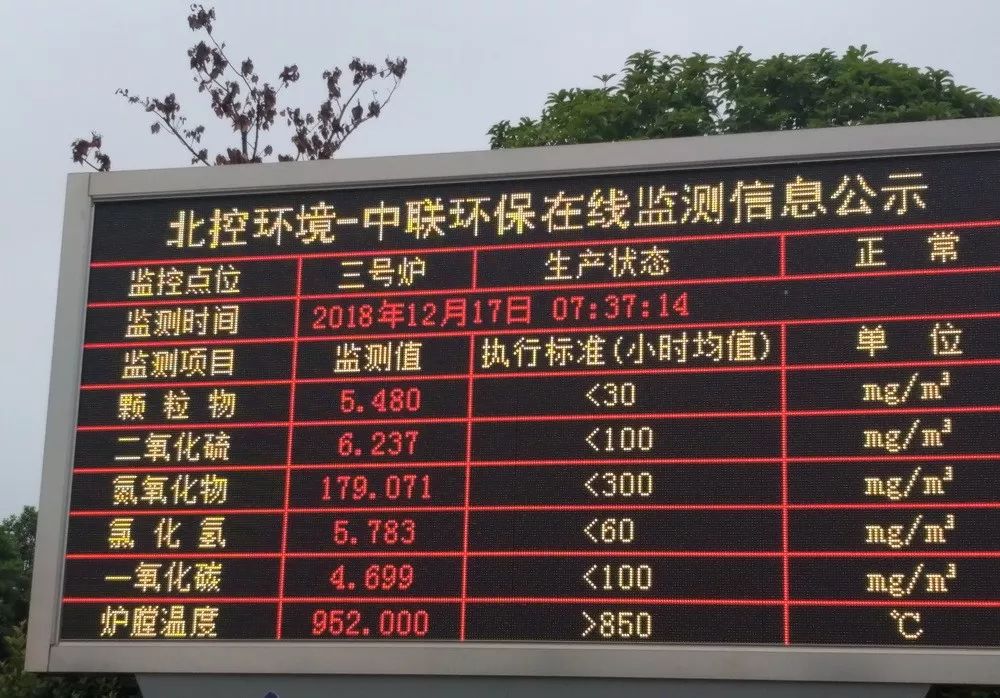 北控环境-中联环保在线监测信息公示
监控点位 三号炉 生产状态 正常
监测时间 2018年12月17日 07:37:14
监测项目 监测值 执行标准(小时均值) 单位
颗粒物 5.480 <30 mg/m³
二氧化硫 6.237 <100 mg/m³
氮氧化物 179.071 <300 mg/m³
氯化氢 5.783 <60 mg/m³
一氧化碳 4.699 <100 mg/m³
炉膛温度 952.000 >850 ℃